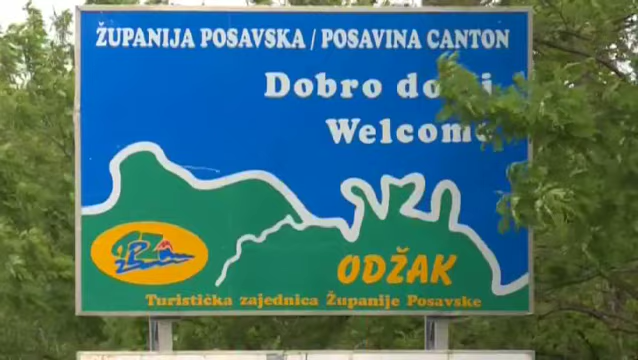 ŽUPANIJA POSAVSKA / POSAVINA CANTON
Dobro
Welcome
ODŽAK
Turistička zajednica Županije Posavske